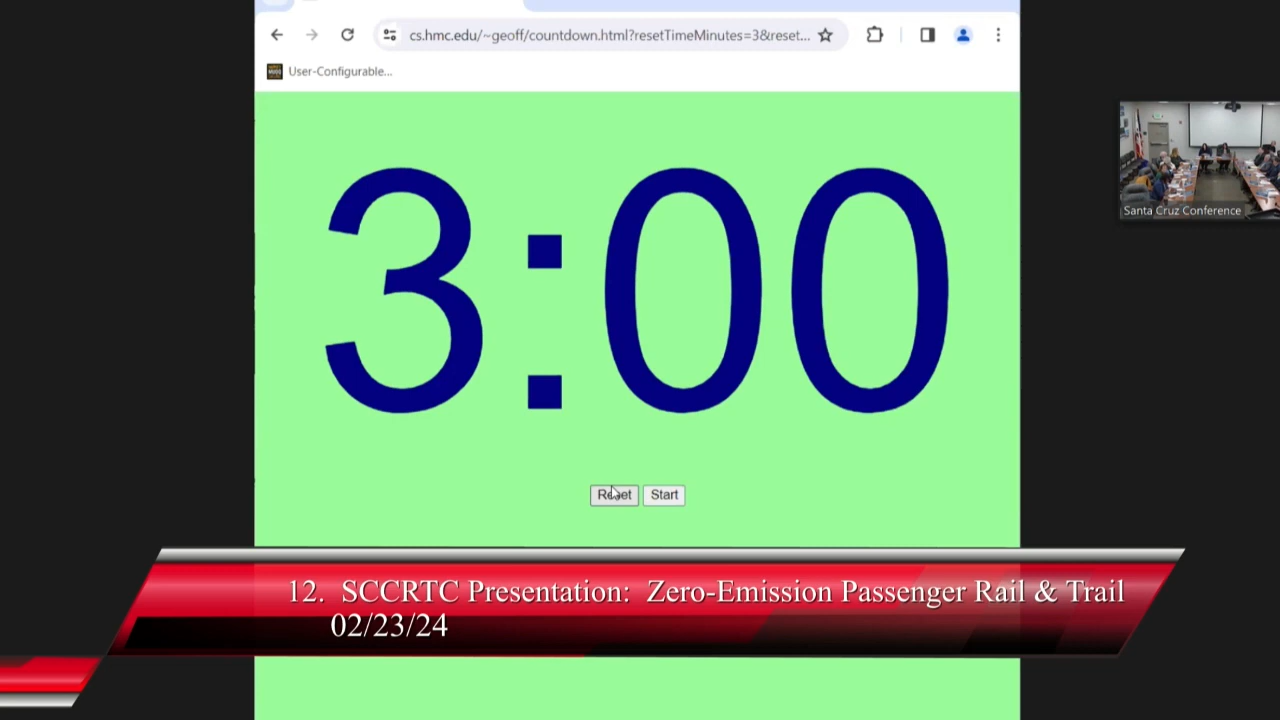 cs.hmc.edu/~geoff/countdown.html?resetTimeMinutes=3&reset...
User-Configurable...
3:00
Santa Cruz Conference
Reset Start
12. SCCRTC Presentation: Zero-Emission Passenger Rail & Trail
02/23/24